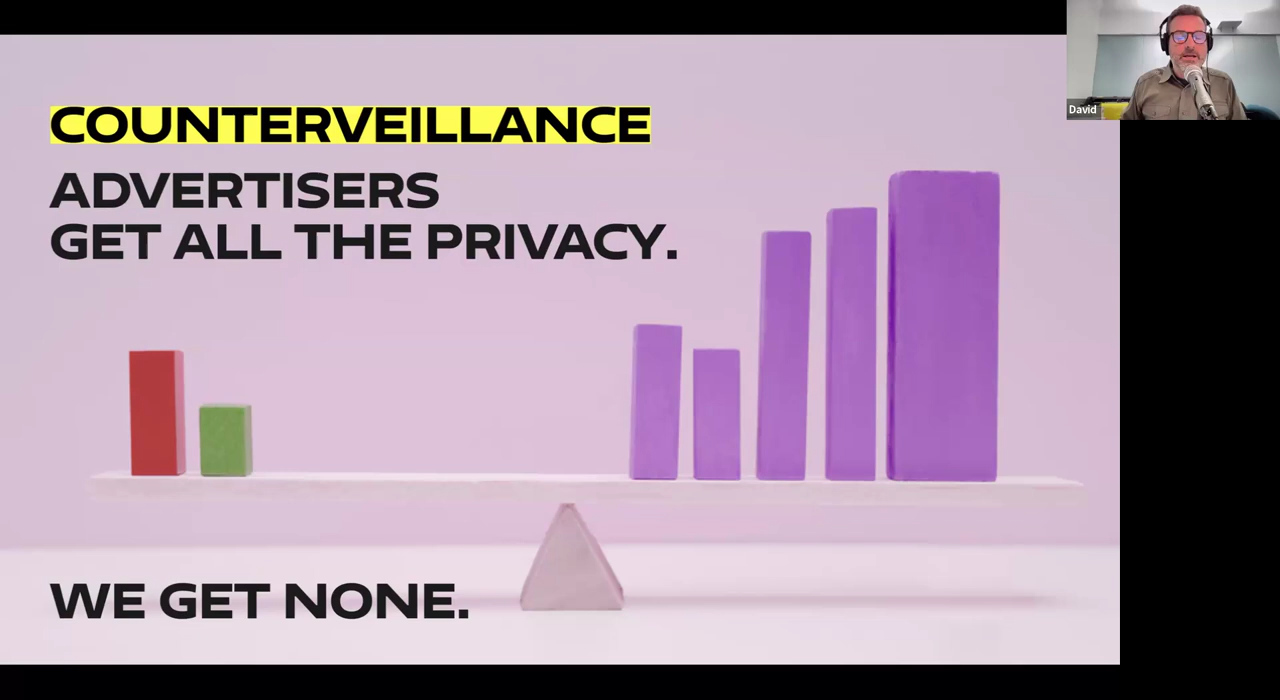 COUNTERVEILLANCE
ADVERTISERS
GET ALL THE PRIVACY.
WE GET NONE.
David